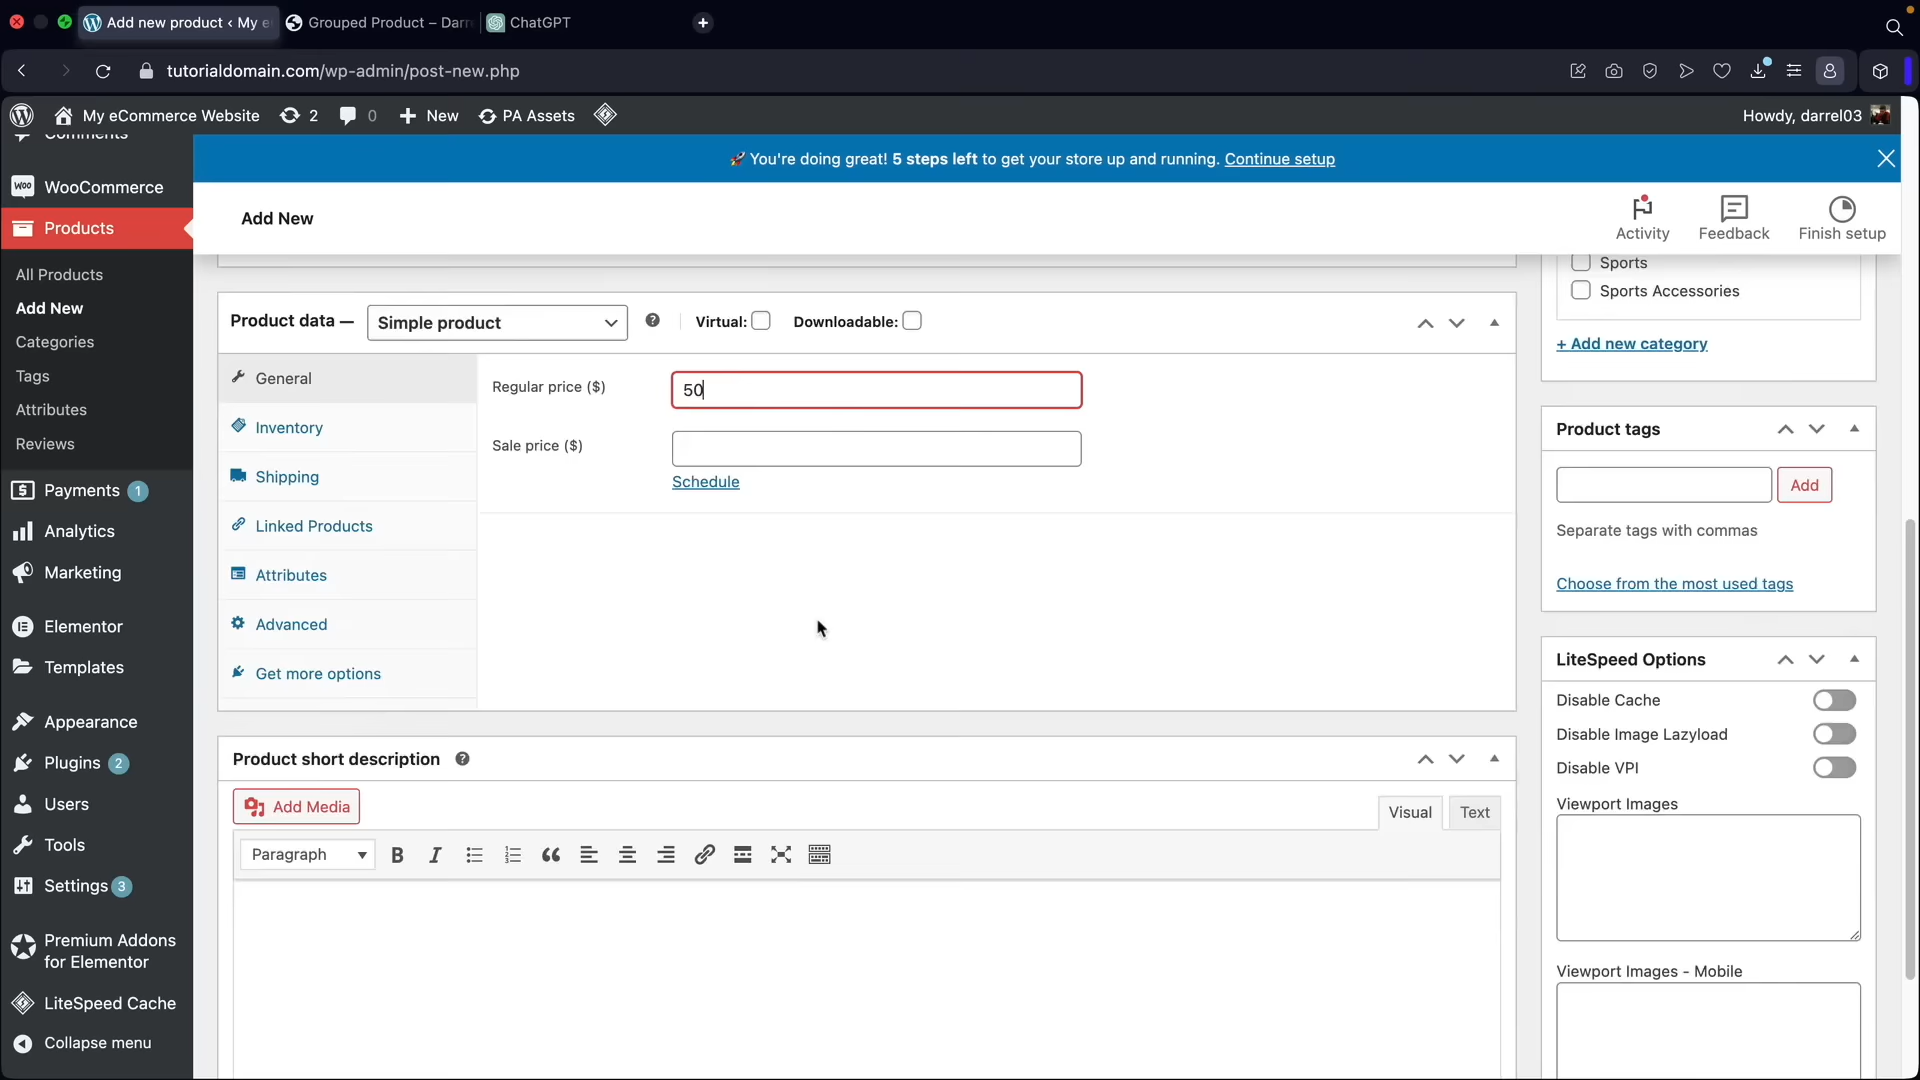 Add new product ‹ My e
Grouped Product – Darr
ChatGPT
tutorialdomain.com/wp-admin/post-new.php
My eCommerce Website
2
0
New
PA Assets
Howdy, darrel03
Comments
🚀 You're doing great! 5 steps left to get your store up and running. Continue setup
WooCommerce
Products
All Products
Add New
Categories
Tags
Attributes
Reviews
Payments 1
Analytics
Marketing
Elementor
Templates
Appearance
Plugins 2
Users
Tools
Settings 3
Premium Addons
for Elementor
LiteSpeed Cache
Collapse menu
Add New
Activity
Feedback
Finish setup
Product data —
Simple product
Virtual:
Downloadable:
General
Inventory
Shipping
Linked Products
Attributes
Advanced
Get more options
Regular price ($)
50
Sale price ($)
Schedule
Product short description
Add Media
Visual
Text
Paragraph
Sports
Sports Accessories
+ Add new category
Product tags
Add
Separate tags with commas
Choose from the most used tags
LiteSpeed Options
Disable Cache
Disable Image Lazyload
Disable VPI
Viewport Images
Viewport Images - Mobile